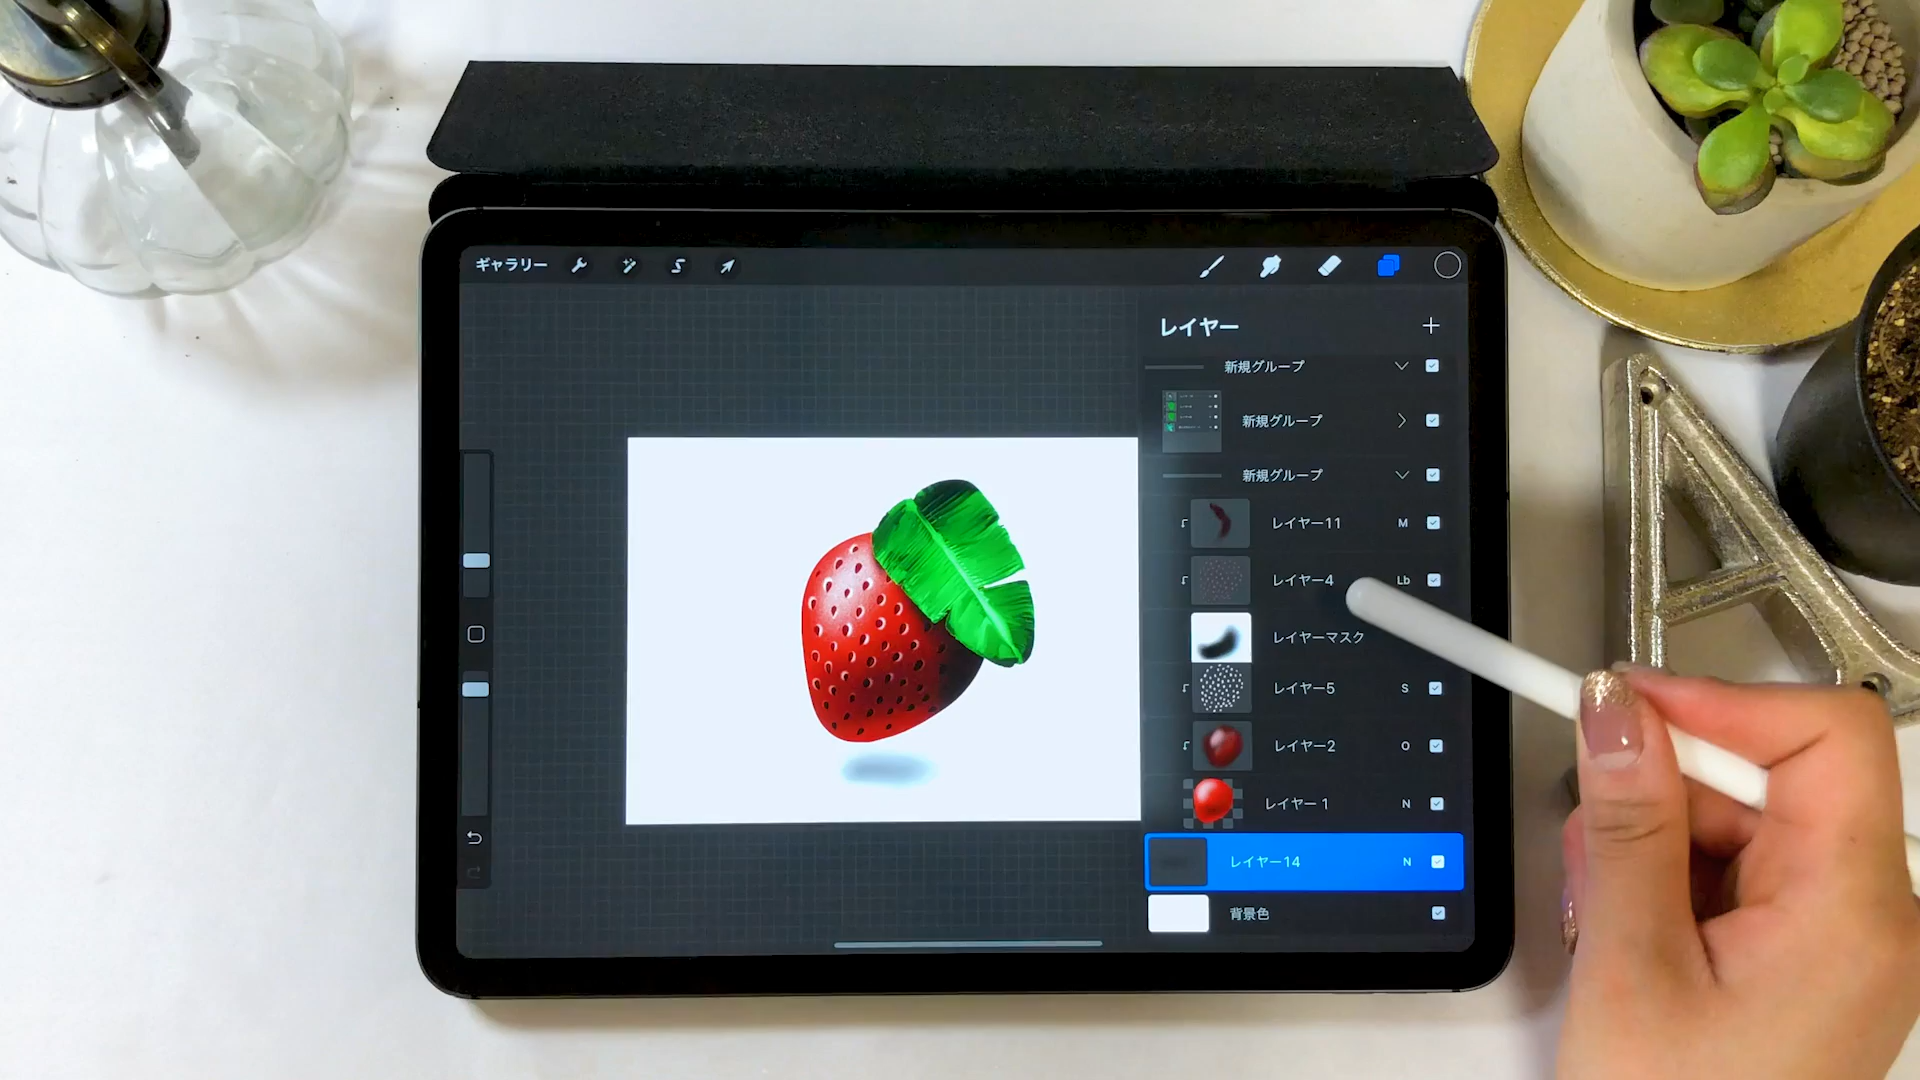 ギャラリー
レイヤー
新規グループ
新規グループ
新規グループ
レイヤー11 M
レイヤー4 Lb
レイヤーマスク
レイヤー5 S
レイヤー2 O
レイヤー 1 N
レイヤー14 N
背景色